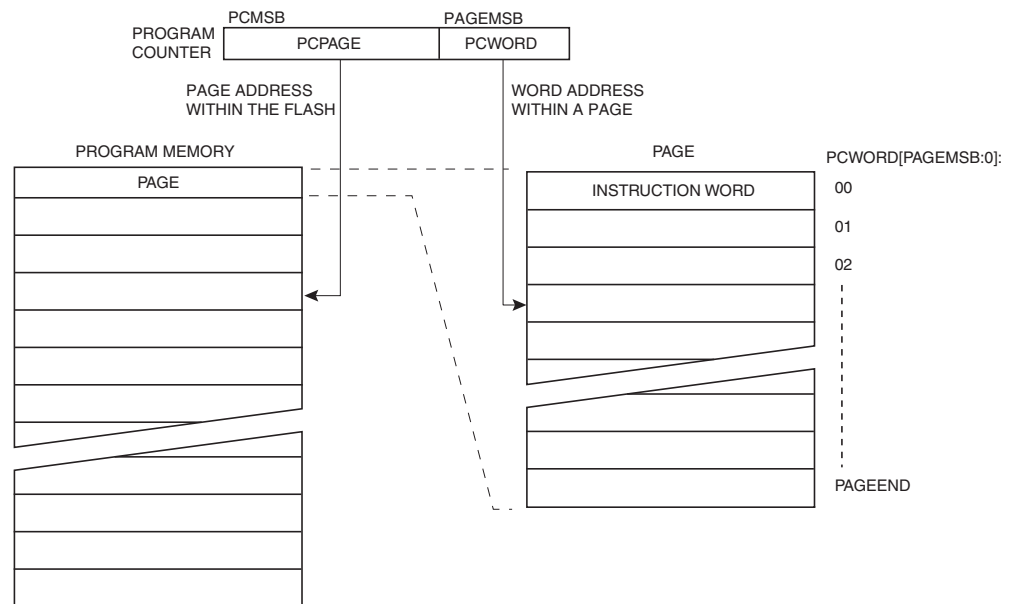 PCMSB
PAGEMSB
PROGRAM
COUNTER
PCPAGE
PCWORD
PAGE ADDRESS
WITHIN THE FLASH
WORD ADDRESS
WITHIN A PAGE
PROGRAM MEMORY
PAGE
PAGE
INSTRUCTION WORD
PCWORD[PAGEMSB:0]:
00
01
02
PAGEEND